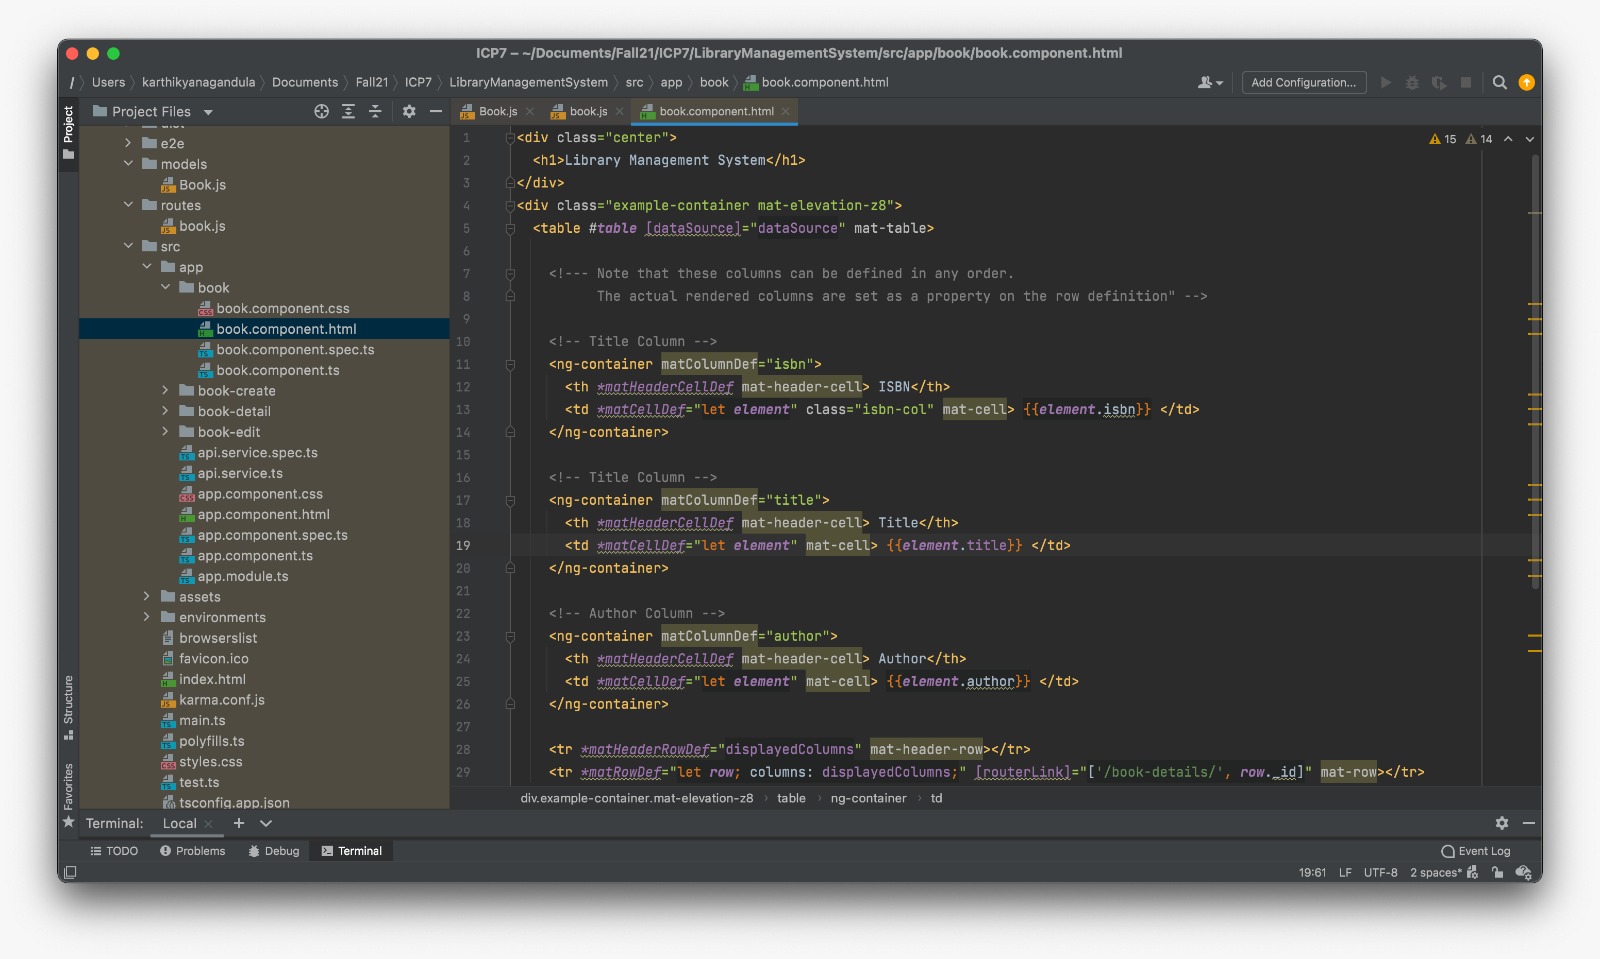 ICP7 – ~/Documents/Fall21/ICP7/LibraryManagementSystem/src/app/book/book.component.html
/ Users karthikyanagandula Documents Fall21 ICP7 LibraryManagementSystem src app book book.component.html
Add Configuration...
Project
Project Files
Book.js
book.js
book.component.html
e2e
models
Book.js
routes
book.js
src
app
book
book.component.css
book.component.html
book.component.spec.ts
book.component.ts
book-create
book-detail
book-edit
api.service.spec.ts
api.service.ts
app.component.css
app.component.html
app.component.spec.ts
app.component.ts
app.module.ts
assets
environments
browserslist
favicon.ico
index.html
karma.conf.js
main.ts
polyfills.ts
styles.css
test.ts
tsconfig.app.json
Structure
Favorites
15 14
1 <div class="center">
2 <h1>Library Management System</h1>
3 </div>
4 <div class="example-container mat-elevation-z8">
5 <table #table [dataSource]="dataSource" mat-table>
6
7 <!--- Note that these columns can be defined in any order.
8 The actual rendered columns are set as a property on the row definition" -->
9
10 <!-- Title Column -->
11 <ng-container matColumnDef="isbn">
12 <th *matHeaderCellDef mat-header-cell> ISBN</th>
13 <td *matCellDef="let element" class="isbn-col" mat-cell> {{element.isbn}} </td>
14 </ng-container>
15
16 <!-- Title Column -->
17 <ng-container matColumnDef="title">
18 <th *matHeaderCellDef mat-header-cell> Title</th>
19 <td *matCellDef="let element" mat-cell> {{element.title}} </td>
20 </ng-container>
21
22 <!-- Author Column -->
23 <ng-container matColumnDef="author">
24 <th *matHeaderCellDef mat-header-cell> Author</th>
25 <td *matCellDef="let element" mat-cell> {{element.author}} </td>
26 </ng-container>
27
28 <tr *matHeaderRowDef="displayedColumns" mat-header-row></tr>
29 <tr *matRowDef="let row; columns: displayedColumns;" [routerLink]="['/book-details/', row._id]" mat-row></tr>
div.example-container.mat-elevation-z8 table ng-container td
Terminal: Local
TODO Problems Debug Terminal
Event Log
19:61 LF UTF-8 2 spaces*